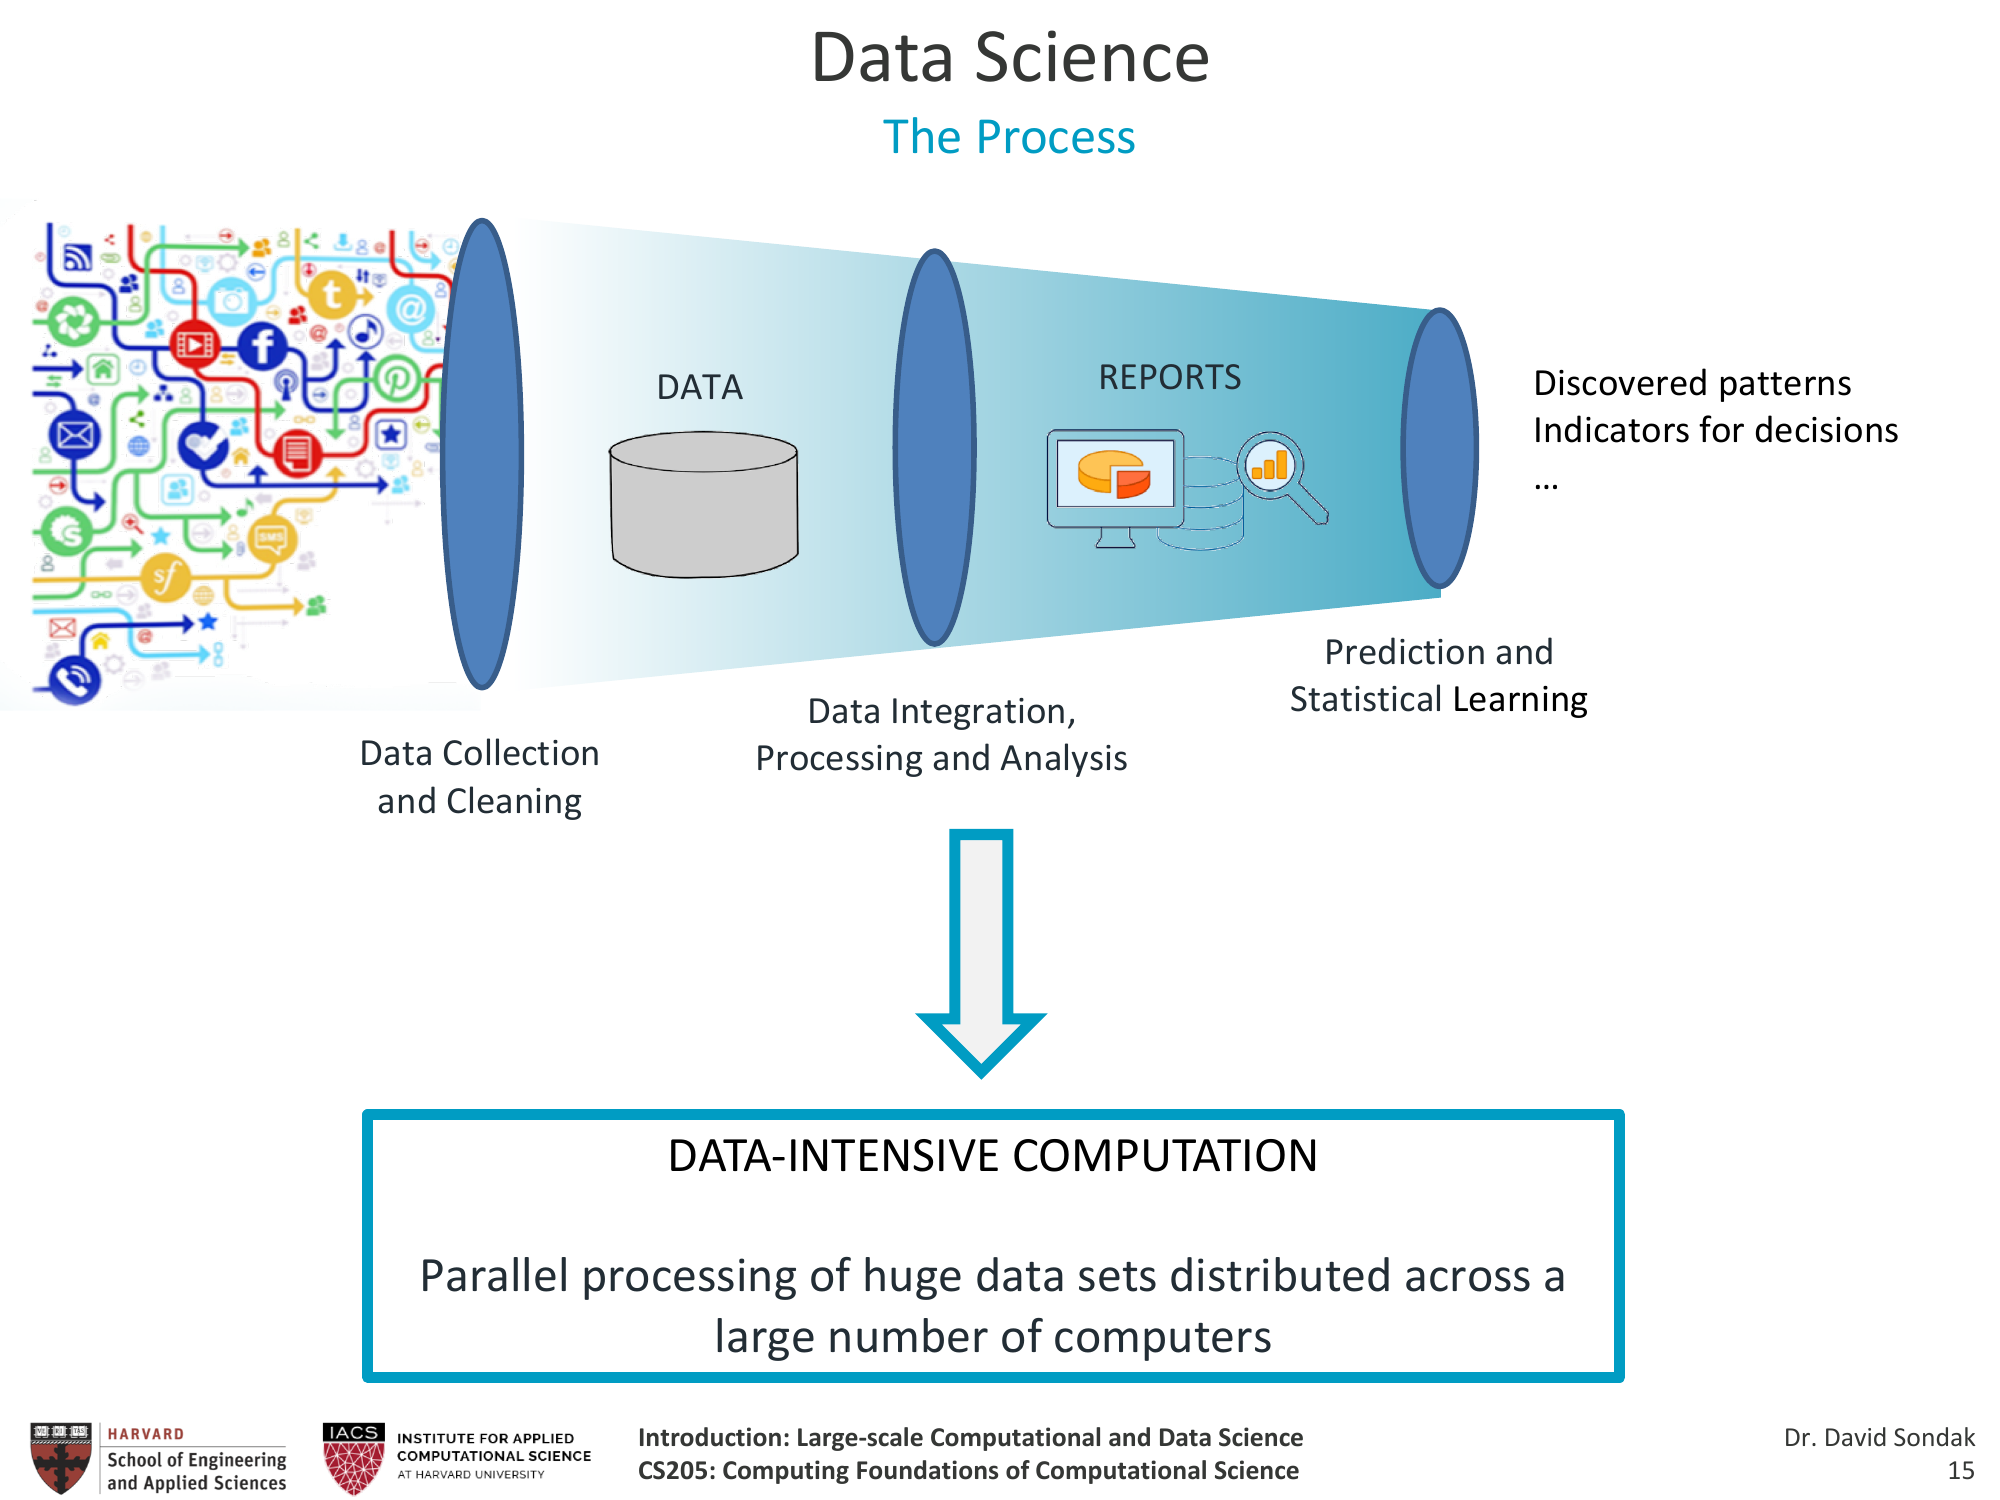 Data Science
The Process
DATA
REPORTS
Discovered patterns
Indicators for decisions
...
Prediction and
Statistical Learning
Data Integration,
Processing and Analysis
Data Collection
and Cleaning
DATA-INTENSIVE COMPUTATION
Parallel processing of huge data sets distributed across a
large number of computers
HARVARD
School of Engineering
and Applied Sciences
IACS
INSTITUTE FOR APPLIED
COMPUTATIONAL SCIENCE
AT HARVARD UNIVERSITY
Introduction: Large-scale Computational and Data Science
CS205: Computing Foundations of Computational Science
Dr. David Sondak
15
t
f
@
SMS
sf